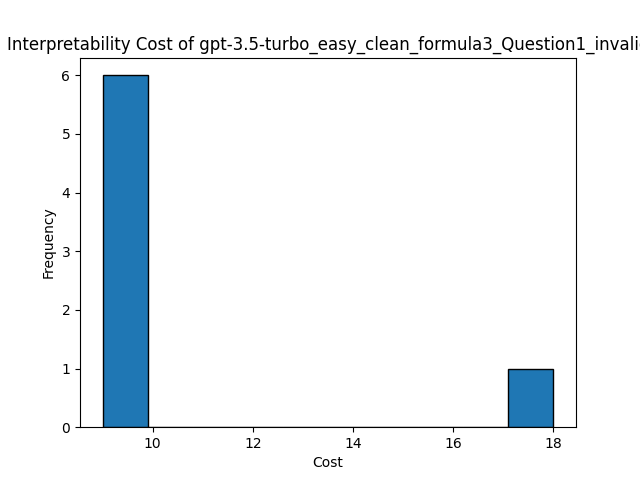 Interpretability Cost of gpt-3.5-turbo_easy_clean_formula3_Question1_invali
6
5
4
3
2
1
0
Frequency
10 12 14 16 18
Cost